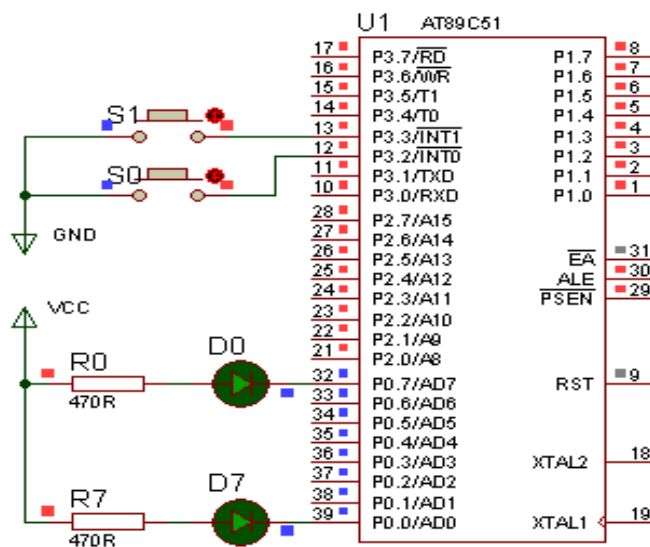 U1 AT89C51
17 P3.7/RD P1.7 8
16 P3.6/WR P1.6 7
15 P3.5/T1 P1.5 6
14 P3.4/T0 P1.4 5
S1 13 P3.3/INT1 P1.3 4
12 P3.2/INT0 P1.2 3
S0 11 P3.1/TXD P1.1 2
10 P3.0/RXD P1.0 1
28 P2.7/A15
GND 27 P2.6/A14
26 P2.5/A13 EA 31
25 P2.4/A12 ALE 30
24 P2.3/A11 PSEN 29
VCC 23 P2.2/A10
22 P2.1/A9
21 P2.0/A8
R0 D0 32 P0.7/AD7 RST 9
470R 33 P0.6/AD6
34 P0.5/AD5
35 P0.4/AD4
36 P0.3/AD3 XTAL2 18
37 P0.2/AD2
R7 D7 38 P0.1/AD1
39 P0.0/AD0 XTAL1 19
470R